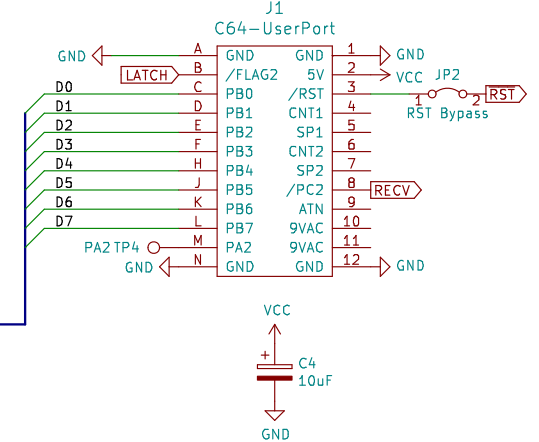 J1
C64-UserPort
GND A GND GND 1 GND
LATCH B /FLAG2 5V 2 VCC JP2
D0 C PB0 /RST 3 1 2 RST
D1 D PB1 CNT1 4 RST Bypass
D2 E PB2 SP1 5
D3 F PB3 CNT2 6
D4 H PB4 SP2 7
D5 J PB5 /PC2 8 RECV
D6 K PB6 ATN 9
D7 L PB7 9VAC 10
PA2 TP4 M PA2 9VAC 11
GND N GND GND 12 GND
VCC
+ C4
10uF
GND